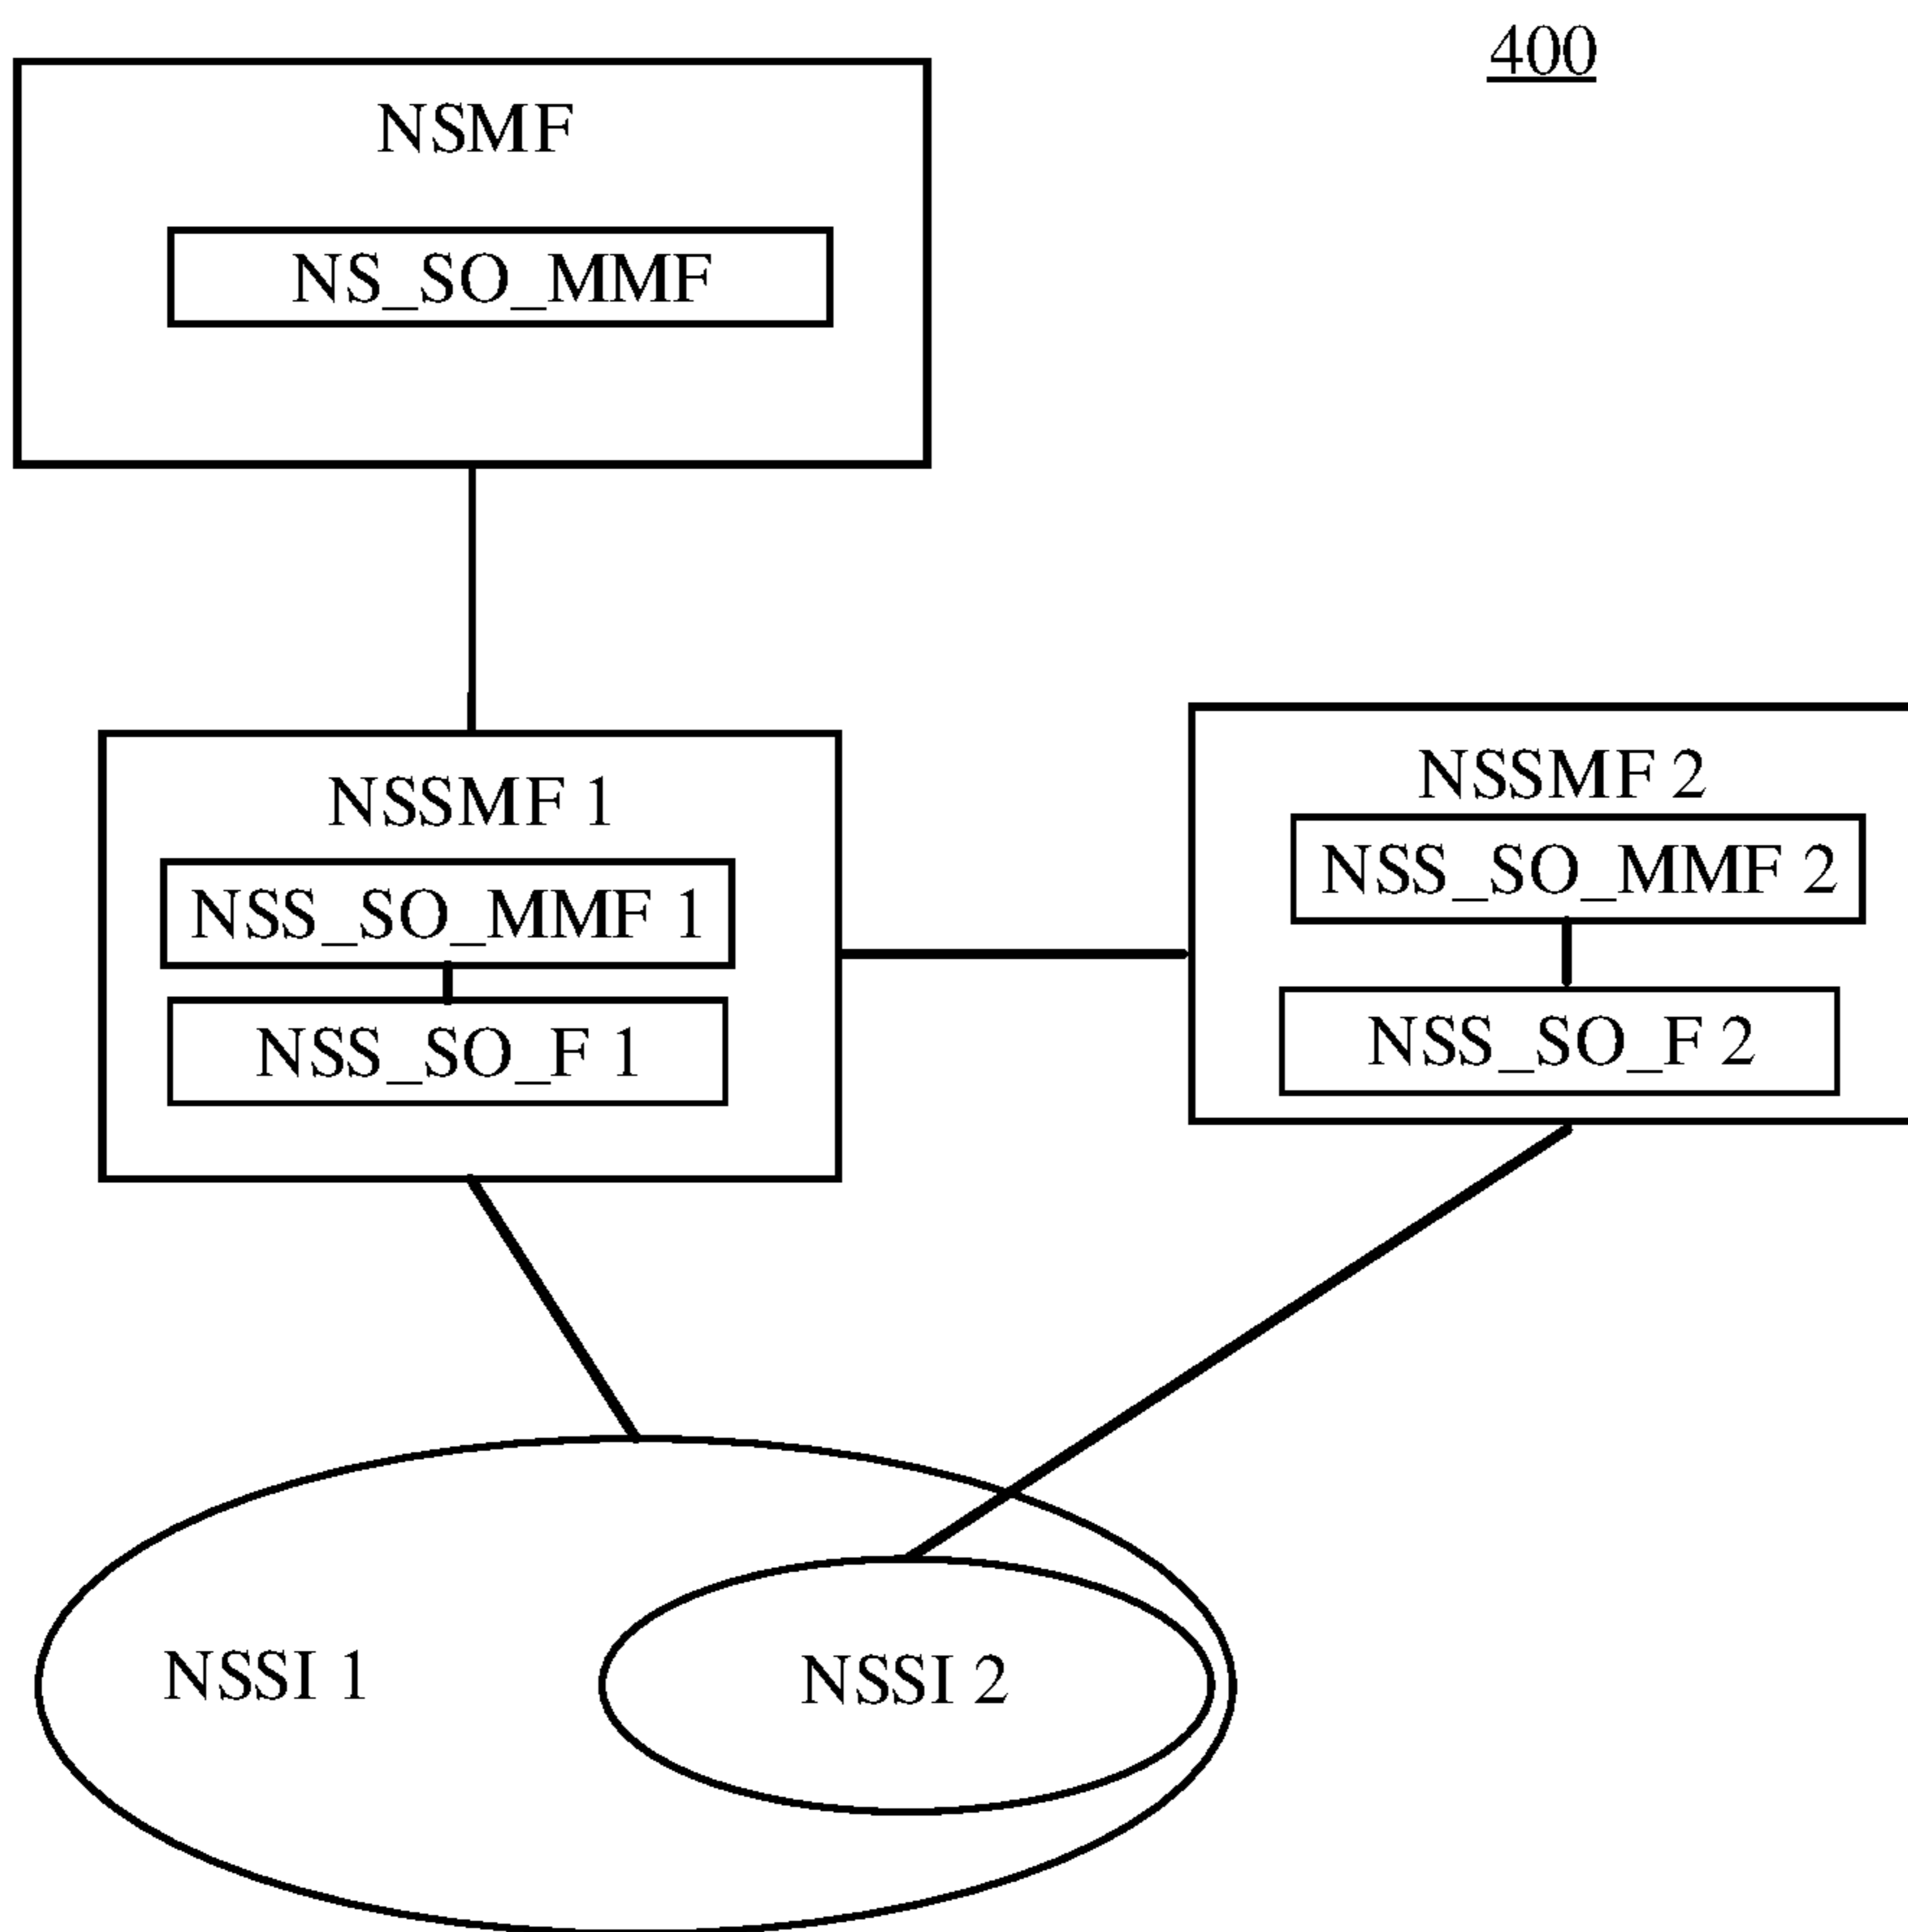 400
NSMF
NS_SO_MMF
NSSMF 1
NSS_SO_MMF 1
NSS_SO_F 1
NSSMF 2
NSS_SO_MMF 2
NSS_SO_F 2
NSSI 1
NSSI 2